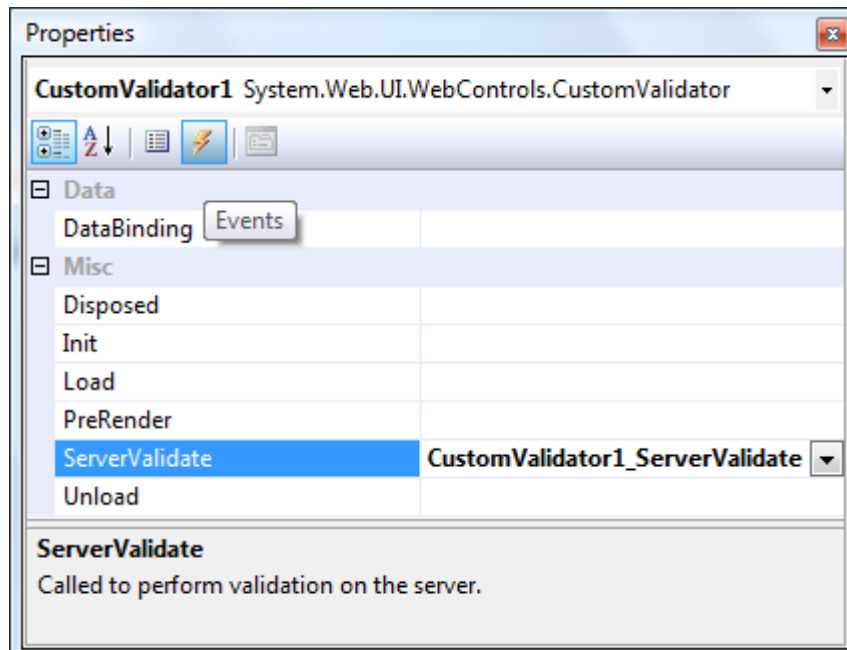 Properties
CustomValidator1 System.Web.UI.WebControls.CustomValidator
A
Z
Data
DataBinding
Events
Misc
Disposed
Init
Load
PreRender
ServerValidate CustomValidator1_ServerValidate
Unload
ServerValidate
Called to perform validation on the server.